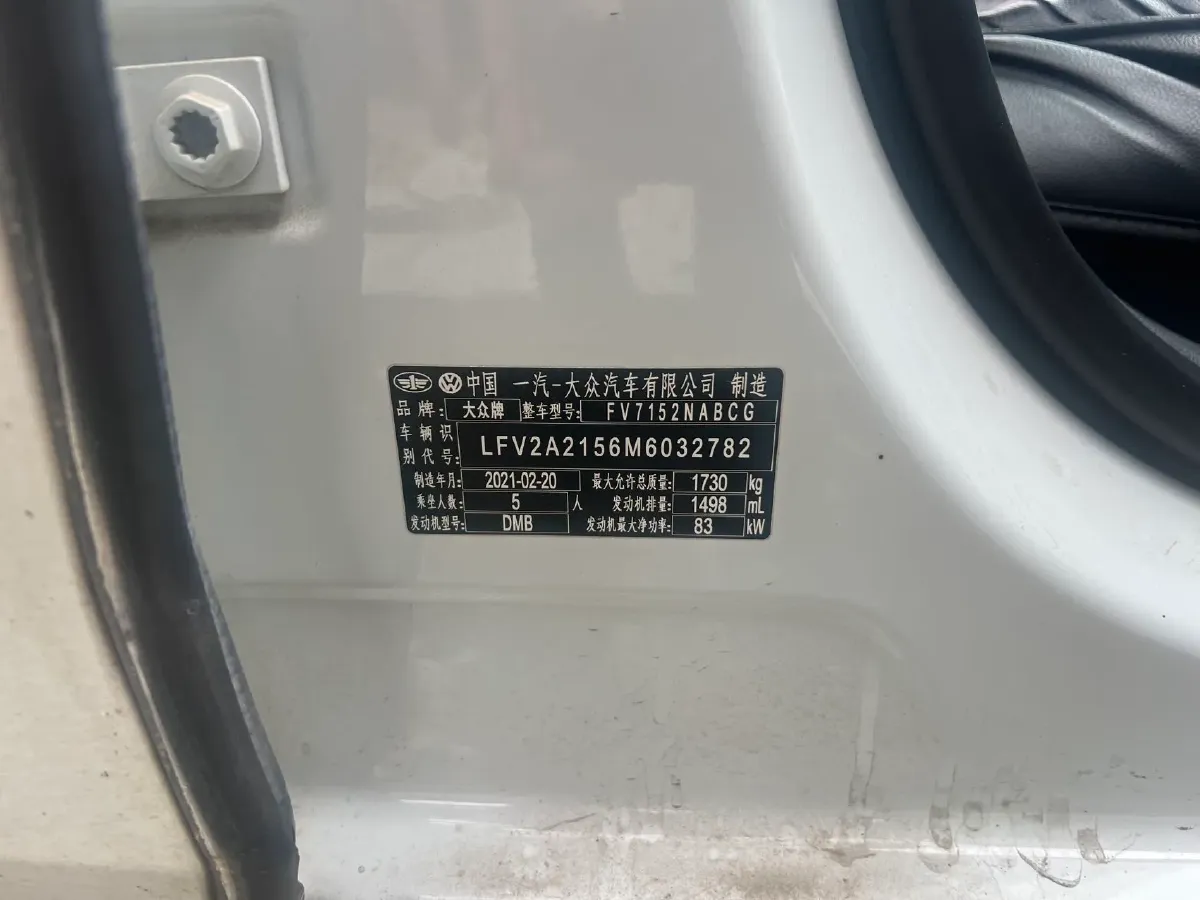 中国 一汽-大众汽车有限公司 制造
品牌: 大众牌 整车型号: FV7152NABCG
车辆识别代号: LFV2A2156M6032782
制造年月: 2021-02-20 最大允许总质量: 1730 kg
乘坐人数: 5 人 发动机排量: 1498 mL
发动机型号: DMB 发动机最大净功率: 83 kW